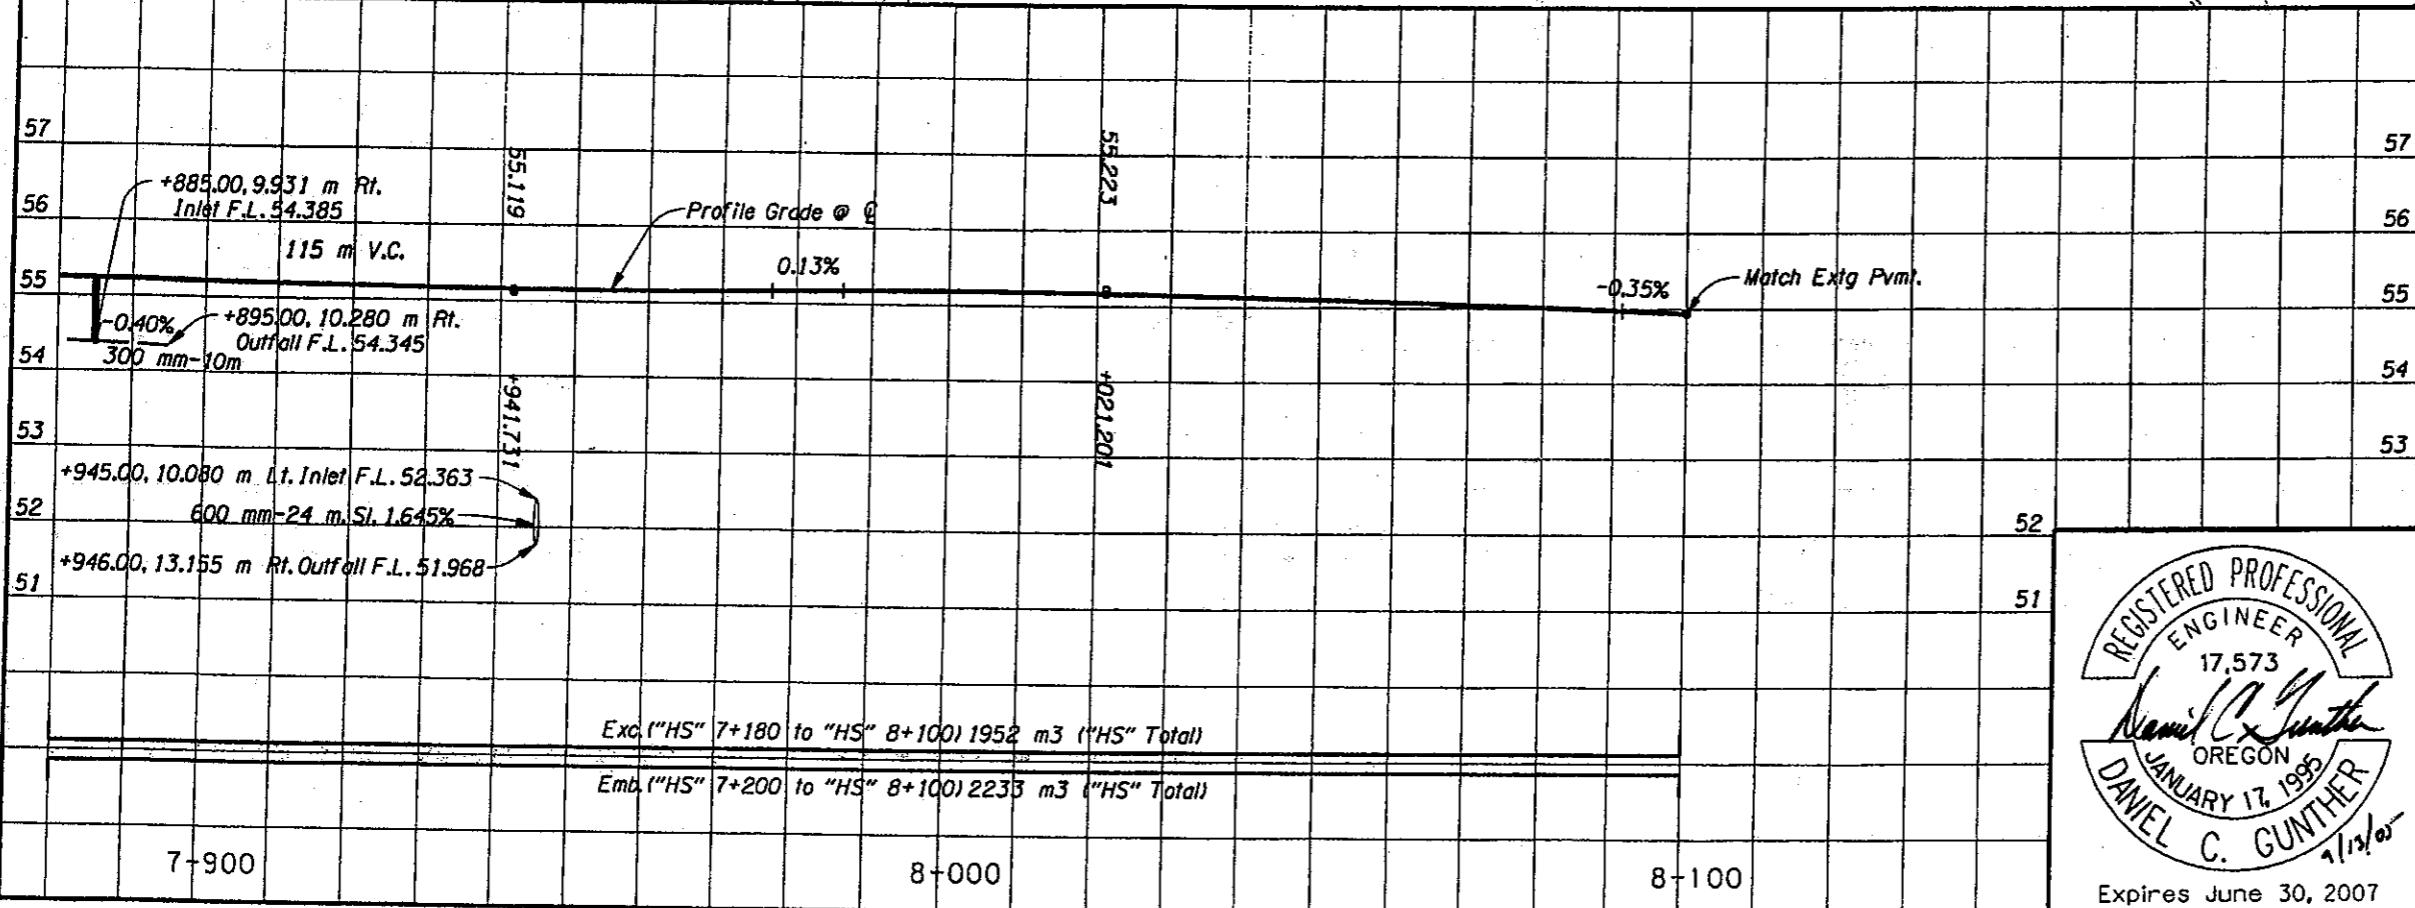 57
57
+885.00, 9.931 m Rt.
Inlet F.L. 54.385
55.119
55.223
56
56
Profile Grade @ ℄
115 m V.C.
0.13%
-0.35%
Match Extg Pvmt.
55
55
-0.40%
+895.00, 10.280 m Rt.
Outfall F.L. 54.345
300 mm-10m
54
54
+941.731
+021.201
53
53
+945.00, 10.080 m Lt. Inlet F.L. 52.363
600 mm-24 m, Sl. 1.645%
52
52
+946.00, 13.155 m Rt. Outfall F.L. 51.968
51
51
Exc. ("HS" 7+180 to "HS" 8+100) 1952 m3 ("HS" Total)
Emb. ("HS" 7+200 to "HS" 8+100) 2233 m3 ("HS" Total)
7+900
8+000
8+100
REGISTERED PROFESSIONAL
ENGINEER
17,573
Daniel C. Gunther
OREGON
JANUARY 17, 1995
DANIEL C. GUNTHER
9/13/05
Expires June 30, 2007